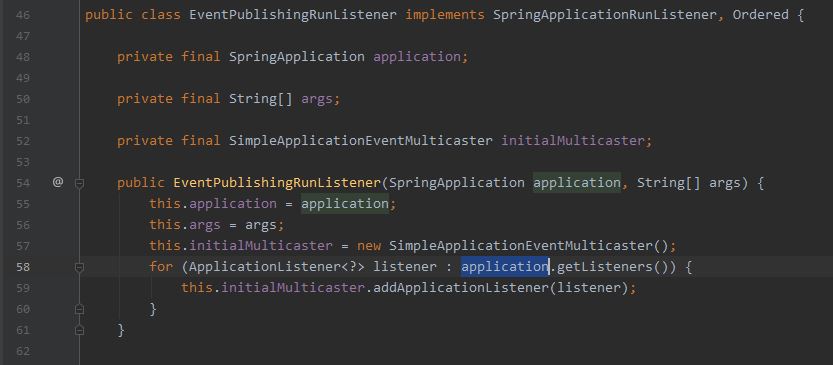 46 public class EventPublishingRunListener implements SpringApplicationRunListener, Ordered {
47
48     private final SpringApplication application;
49
50     private final String[] args;
51
52     private final SimpleApplicationEventMulticaster initialMulticaster;
53
54 @   public EventPublishingRunListener(SpringApplication application, String[] args) {
55         this.application = application;
56         this.args = args;
57         this.initialMulticaster = new SimpleApplicationEventMulticaster();
58         for (ApplicationListener<?> listener : application.getListeners()) {
59             this.initialMulticaster.addApplicationListener(listener);
60         }
61     }
62